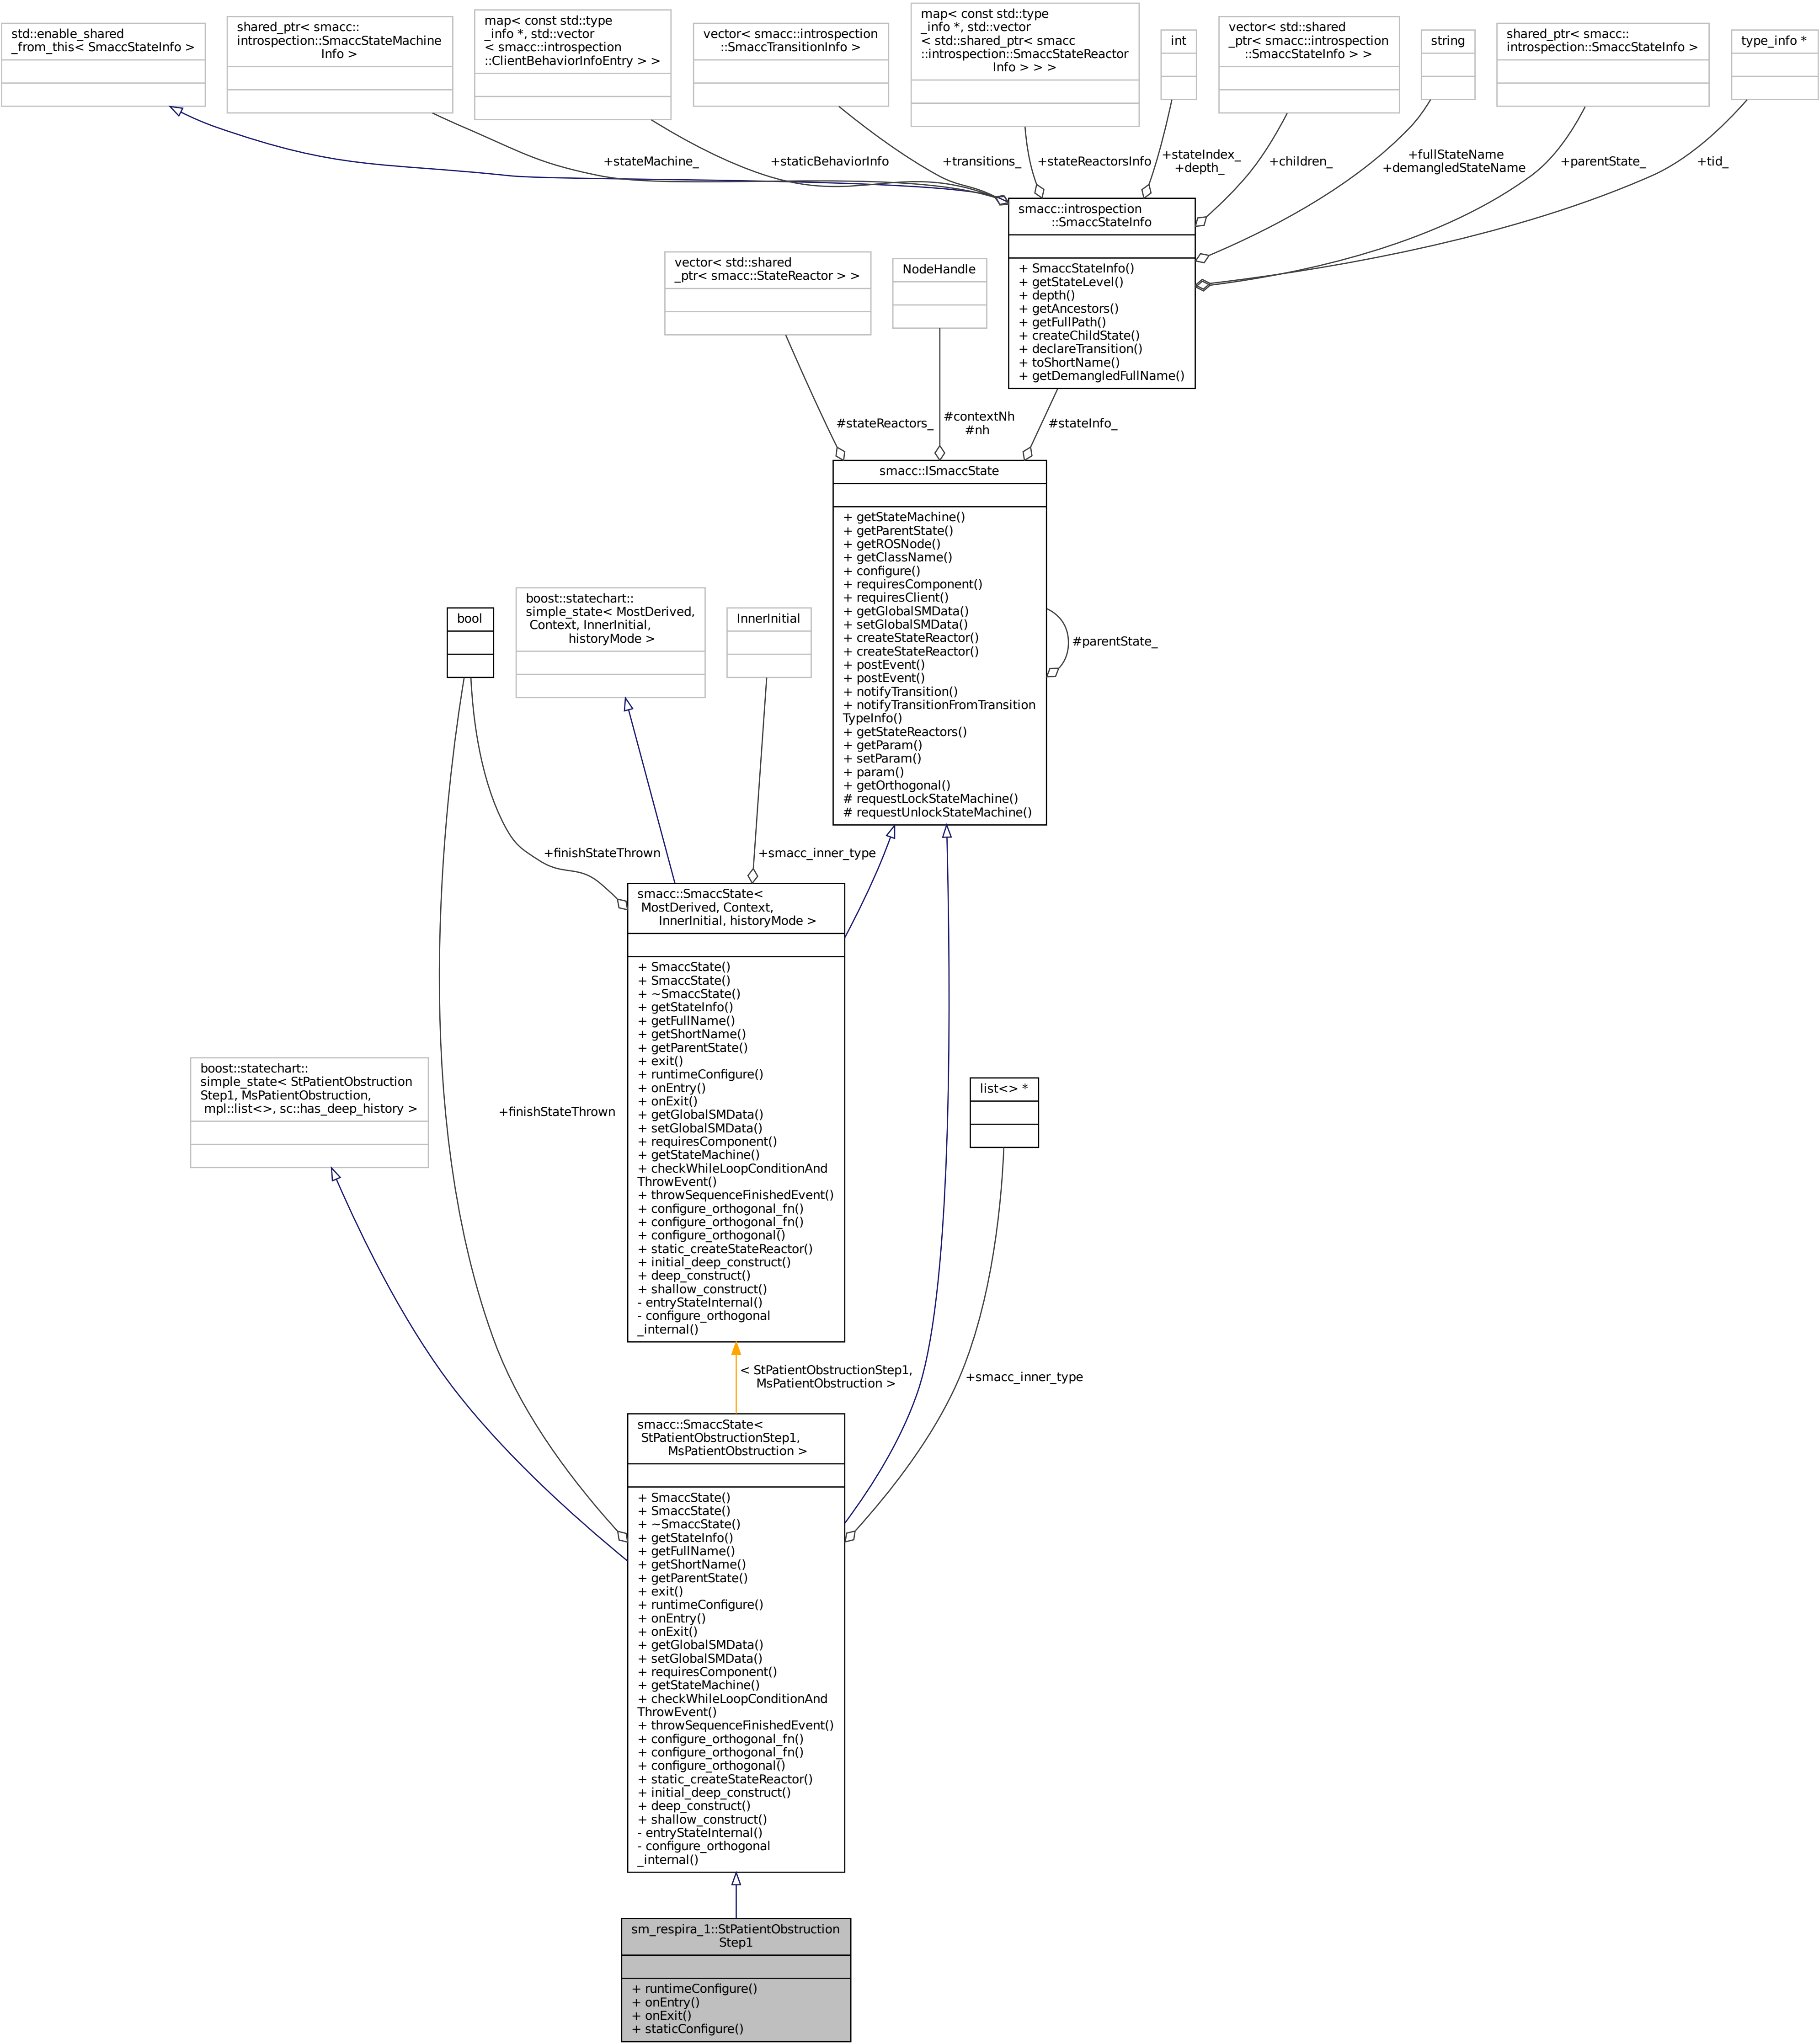 std::enable_shared
_from_this< SmaccStateInfo >
shared_ptr< smacc::
introspection::SmaccStateMachine
Info >
map< const std::type
_info *, std::vector
< smacc::introspection
::ClientBehaviorInfoEntry > >
vector< smacc::introspection
::SmaccTransitionInfo >
map< const std::type
_info *, std::vector
< std::shared_ptr< smacc
::introspection::SmaccStateReactor
Info > > >
int
vector< std::shared
_ptr< smacc::introspection
::SmaccStateInfo > >
string
shared_ptr< smacc::
introspection::SmaccStateInfo >
type_info *
+stateMachine_
+staticBehaviorInfo
+transitions_
+stateReactorsInfo
+stateIndex_
+depth_
+children_
+fullStateName
+demangledStateName
+parentState_
+tid_
smacc::introspection
::SmaccStateInfo
+ SmaccStateInfo()
+ getStateLevel()
+ depth()
+ getAncestors()
+ getFullPath()
+ createChildState()
+ declareTransition()
+ toShortName()
+ getDemangledFullName()
vector< std::shared
_ptr< smacc::StateReactor > >
NodeHandle
#stateReactors_
#contextNh
#nh
#stateInfo_
smacc::ISmaccState
+ getStateMachine()
+ getParentState()
+ getROSNode()
+ getClassName()
+ configure()
+ requiresComponent()
+ requiresClient()
+ getGlobalSMData()
+ setGlobalSMData()
+ createStateReactor()
+ createStateReactor()
+ postEvent()
+ postEvent()
+ notifyTransition()
+ notifyTransitionFromTransition
TypeInfo()
+ getStateReactors()
+ getParam()
+ setParam()
+ param()
+ getOrthogonal()
# requestLockStateMachine()
# requestUnlockStateMachine()
#parentState_
bool
boost::statechart::
simple_state< MostDerived,
Context, InnerInitial,
historyMode >
InnerInitial
+finishStateThrown
+smacc_inner_type
smacc::SmaccState<
MostDerived, Context,
InnerInitial, historyMode >
+ SmaccState()
+ SmaccState()
+ ~SmaccState()
+ getStateInfo()
+ getFullName()
+ getShortName()
+ getParentState()
+ exit()
+ runtimeConfigure()
+ onEntry()
+ onExit()
+ getGlobalSMData()
+ setGlobalSMData()
+ requiresComponent()
+ getStateMachine()
+ checkWhileLoopConditionAnd
ThrowEvent()
+ throwSequenceFinishedEvent()
+ configure_orthogonal_fn()
+ configure_orthogonal_fn()
+ configure_orthogonal()
+ static_createStateReactor()
+ initial_deep_construct()
+ deep_construct()
+ shallow_construct()
- entryStateInternal()
- configure_orthogonal
_internal()
boost::statechart::
simple_state< StPatientObstruction
Step1, MsPatientObstruction,
mpl::list<>, sc::has_deep_history >
+finishStateThrown
list<> *
< StPatientObstructionStep1,
MsPatientObstruction >
+smacc_inner_type
smacc::SmaccState<
StPatientObstructionStep1,
MsPatientObstruction >
+ SmaccState()
+ SmaccState()
+ ~SmaccState()
+ getStateInfo()
+ getFullName()
+ getShortName()
+ getParentState()
+ exit()
+ runtimeConfigure()
+ onEntry()
+ onExit()
+ getGlobalSMData()
+ setGlobalSMData()
+ requiresComponent()
+ getStateMachine()
+ checkWhileLoopConditionAnd
ThrowEvent()
+ throwSequenceFinishedEvent()
+ configure_orthogonal_fn()
+ configure_orthogonal_fn()
+ configure_orthogonal()
+ static_createStateReactor()
+ initial_deep_construct()
+ deep_construct()
+ shallow_construct()
- entryStateInternal()
- configure_orthogonal
_internal()
sm_respira_1::StPatientObstruction
Step1
+ runtimeConfigure()
+ onEntry()
+ onExit()
+ staticConfigure()